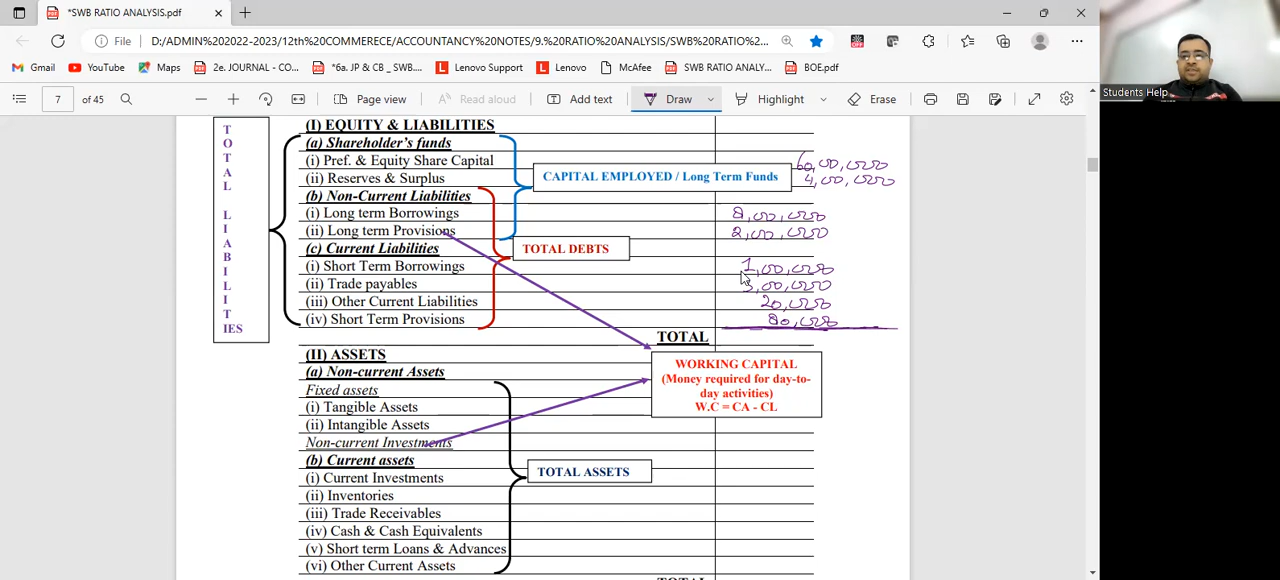 *SWB RATIO ANALYSIS.pdf
File D:/ADMIN%202022-2023/12th%20COMMERECE/ACCOUNTANCY%20NOTES/9.%20RATIO%20ANALYSIS/SWB%20RATIO%2...
Gmail YouTube Maps 2e. JOURNAL - CO... *6a. JP & CB _ SWB.... Lenovo Support Lenovo McAfee SWB RATIO ANALY... BOE.pdf
7 of 45 Page view Read aloud Add text Draw Highlight Erase
Students Help
TOTAL LIABILITIES
(I) EQUITY & LIABILITIES
(a) Shareholder's funds
(i) Pref. & Equity Share Capital 60,00,000
(ii) Reserves & Surplus 4,00,000
CAPITAL EMPLOYED / Long Term Funds
(b) Non-Current Liabilities
(i) Long term Borrowings 8,00,000
(ii) Long term Provisions 2,00,000
(c) Current Liabilities
TOTAL DEBTS
(i) Short Term Borrowings 1,00,000
(ii) Trade payables 3,00,000
(iii) Other Current Liabilities 20,000
(iv) Short Term Provisions 80,000
TOTAL
(II) ASSETS
(a) Non-current Assets
Fixed assets
(i) Tangible Assets
(ii) Intangible Assets
Non-current Investments
WORKING CAPITAL
(Money required for day-to-
day activities)
W.C = CA - CL
(b) Current assets
(i) Current Investments
(ii) Inventories
(iii) Trade Receivables
(iv) Cash & Cash Equivalents
(v) Short term Loans & Advances
(vi) Other Current Assets
TOTAL ASSETS
TOTAL